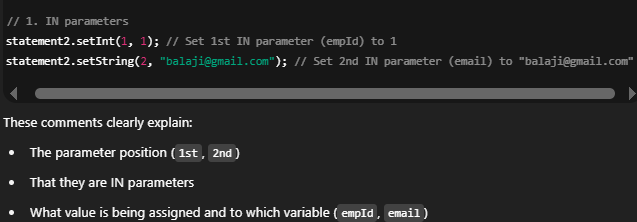 // 1. IN parameters
statement2.setInt(1, 1); // Set 1st IN parameter (empId) to 1
statement2.setString(2, "balaji@gmail.com"); // Set 2nd IN parameter (email) to "balaji@gmail.com"
These comments clearly explain:
• The parameter position (1st, 2nd)
• That they are IN parameters
• What value is being assigned and to which variable (empId, email)